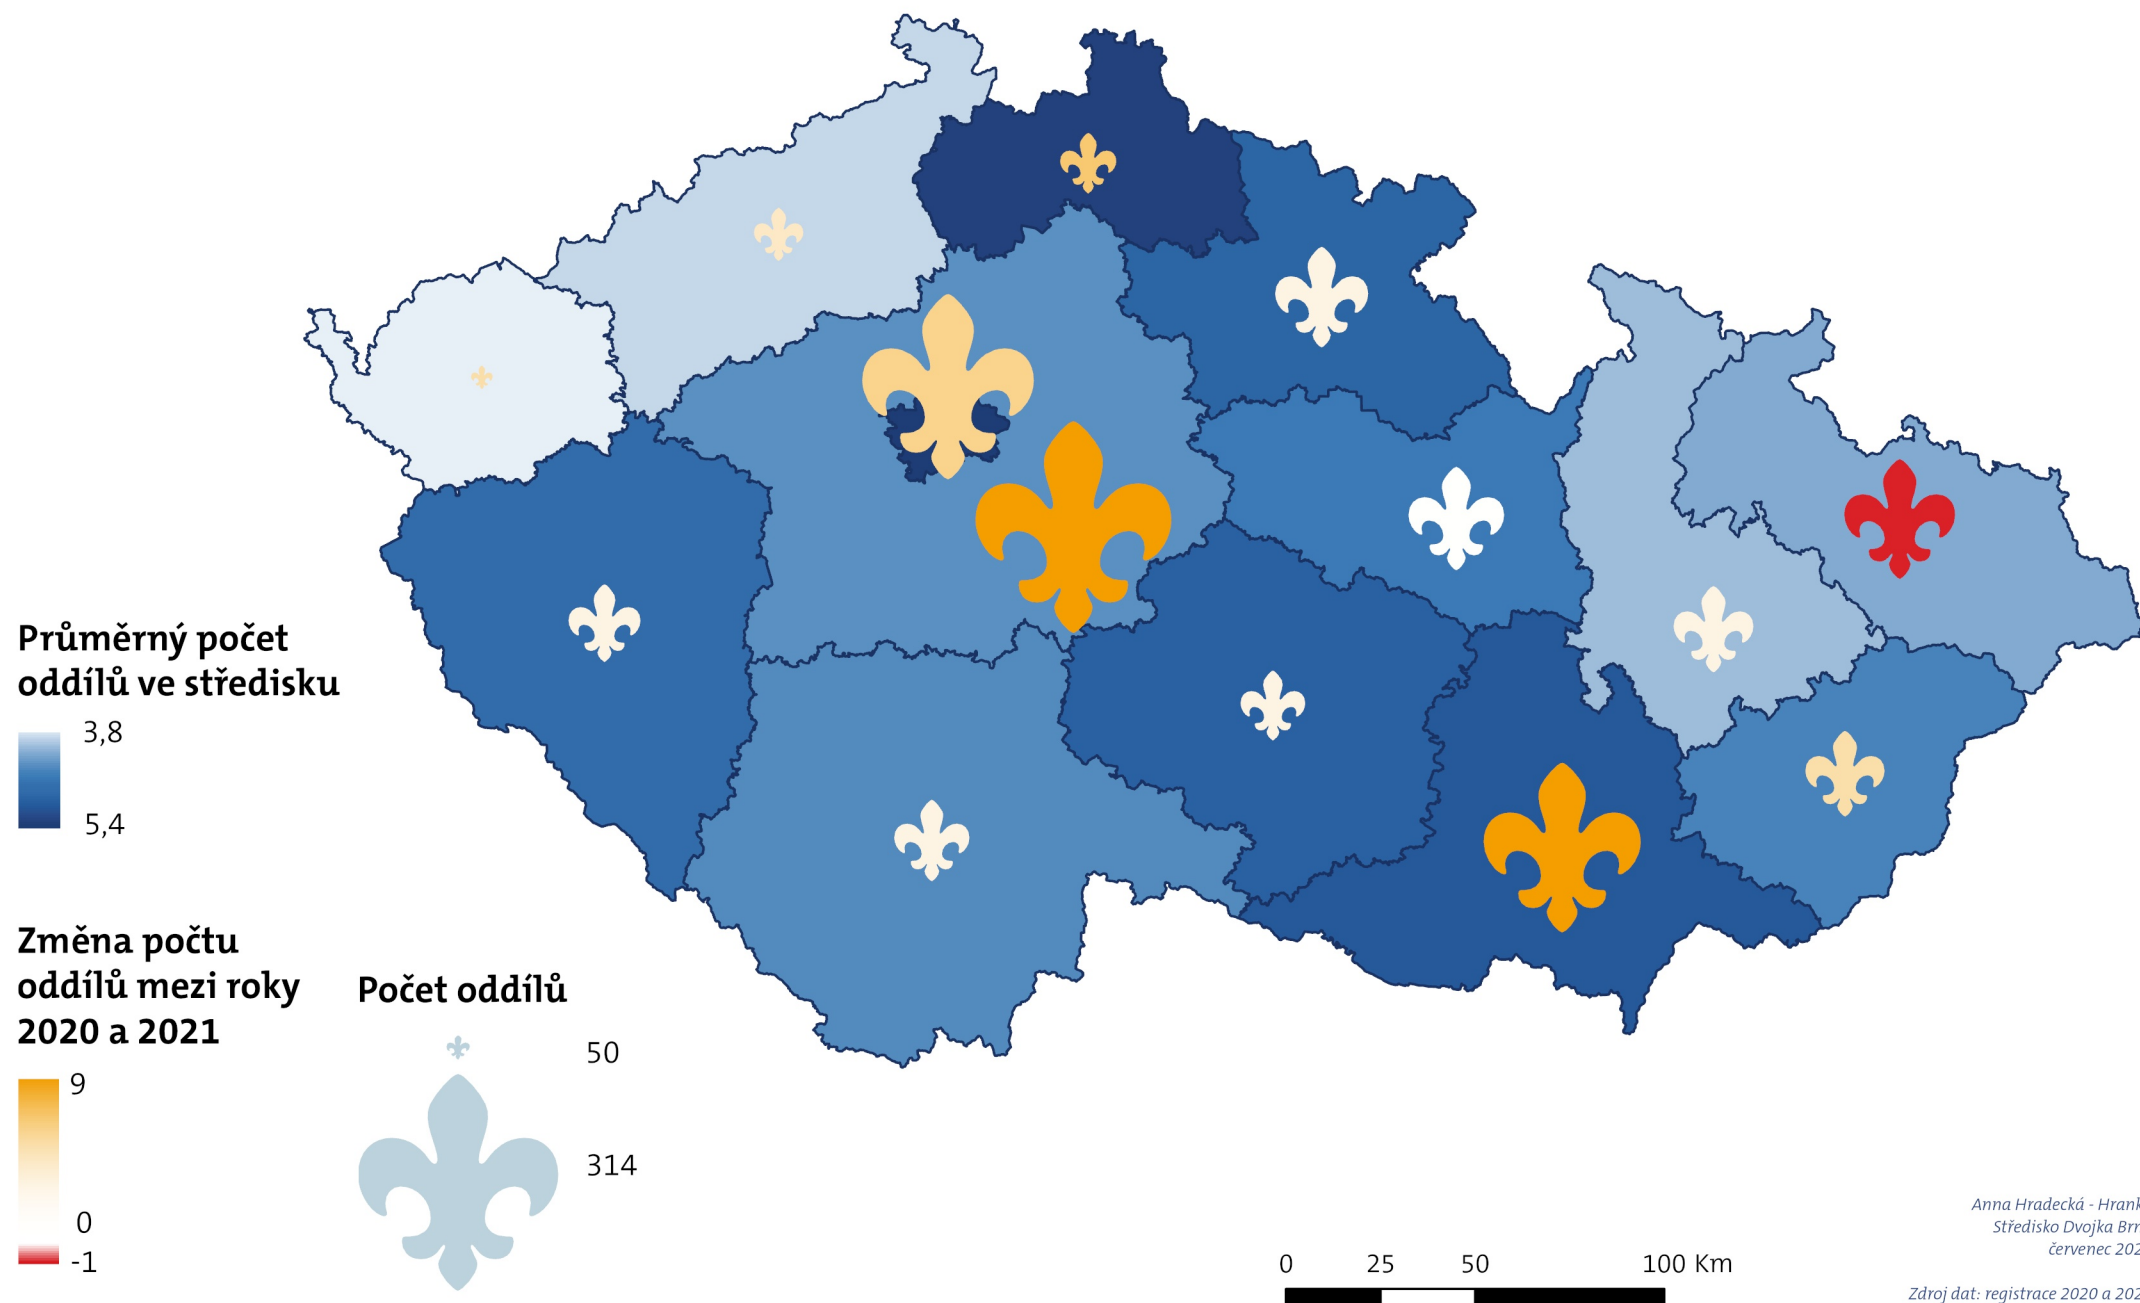 Průměrný počet
oddílů ve středisku
3,8
5,4
Změna počtu
oddílů mezi roky
2020 a 2021
9
0
-1
Počet oddílů
50
314
0 25 50 100 Km
Anna Hradecká - Hrank
Středisko Dvojka Brn
červenec 202
Zdroj dat: registrace 2020 a 202